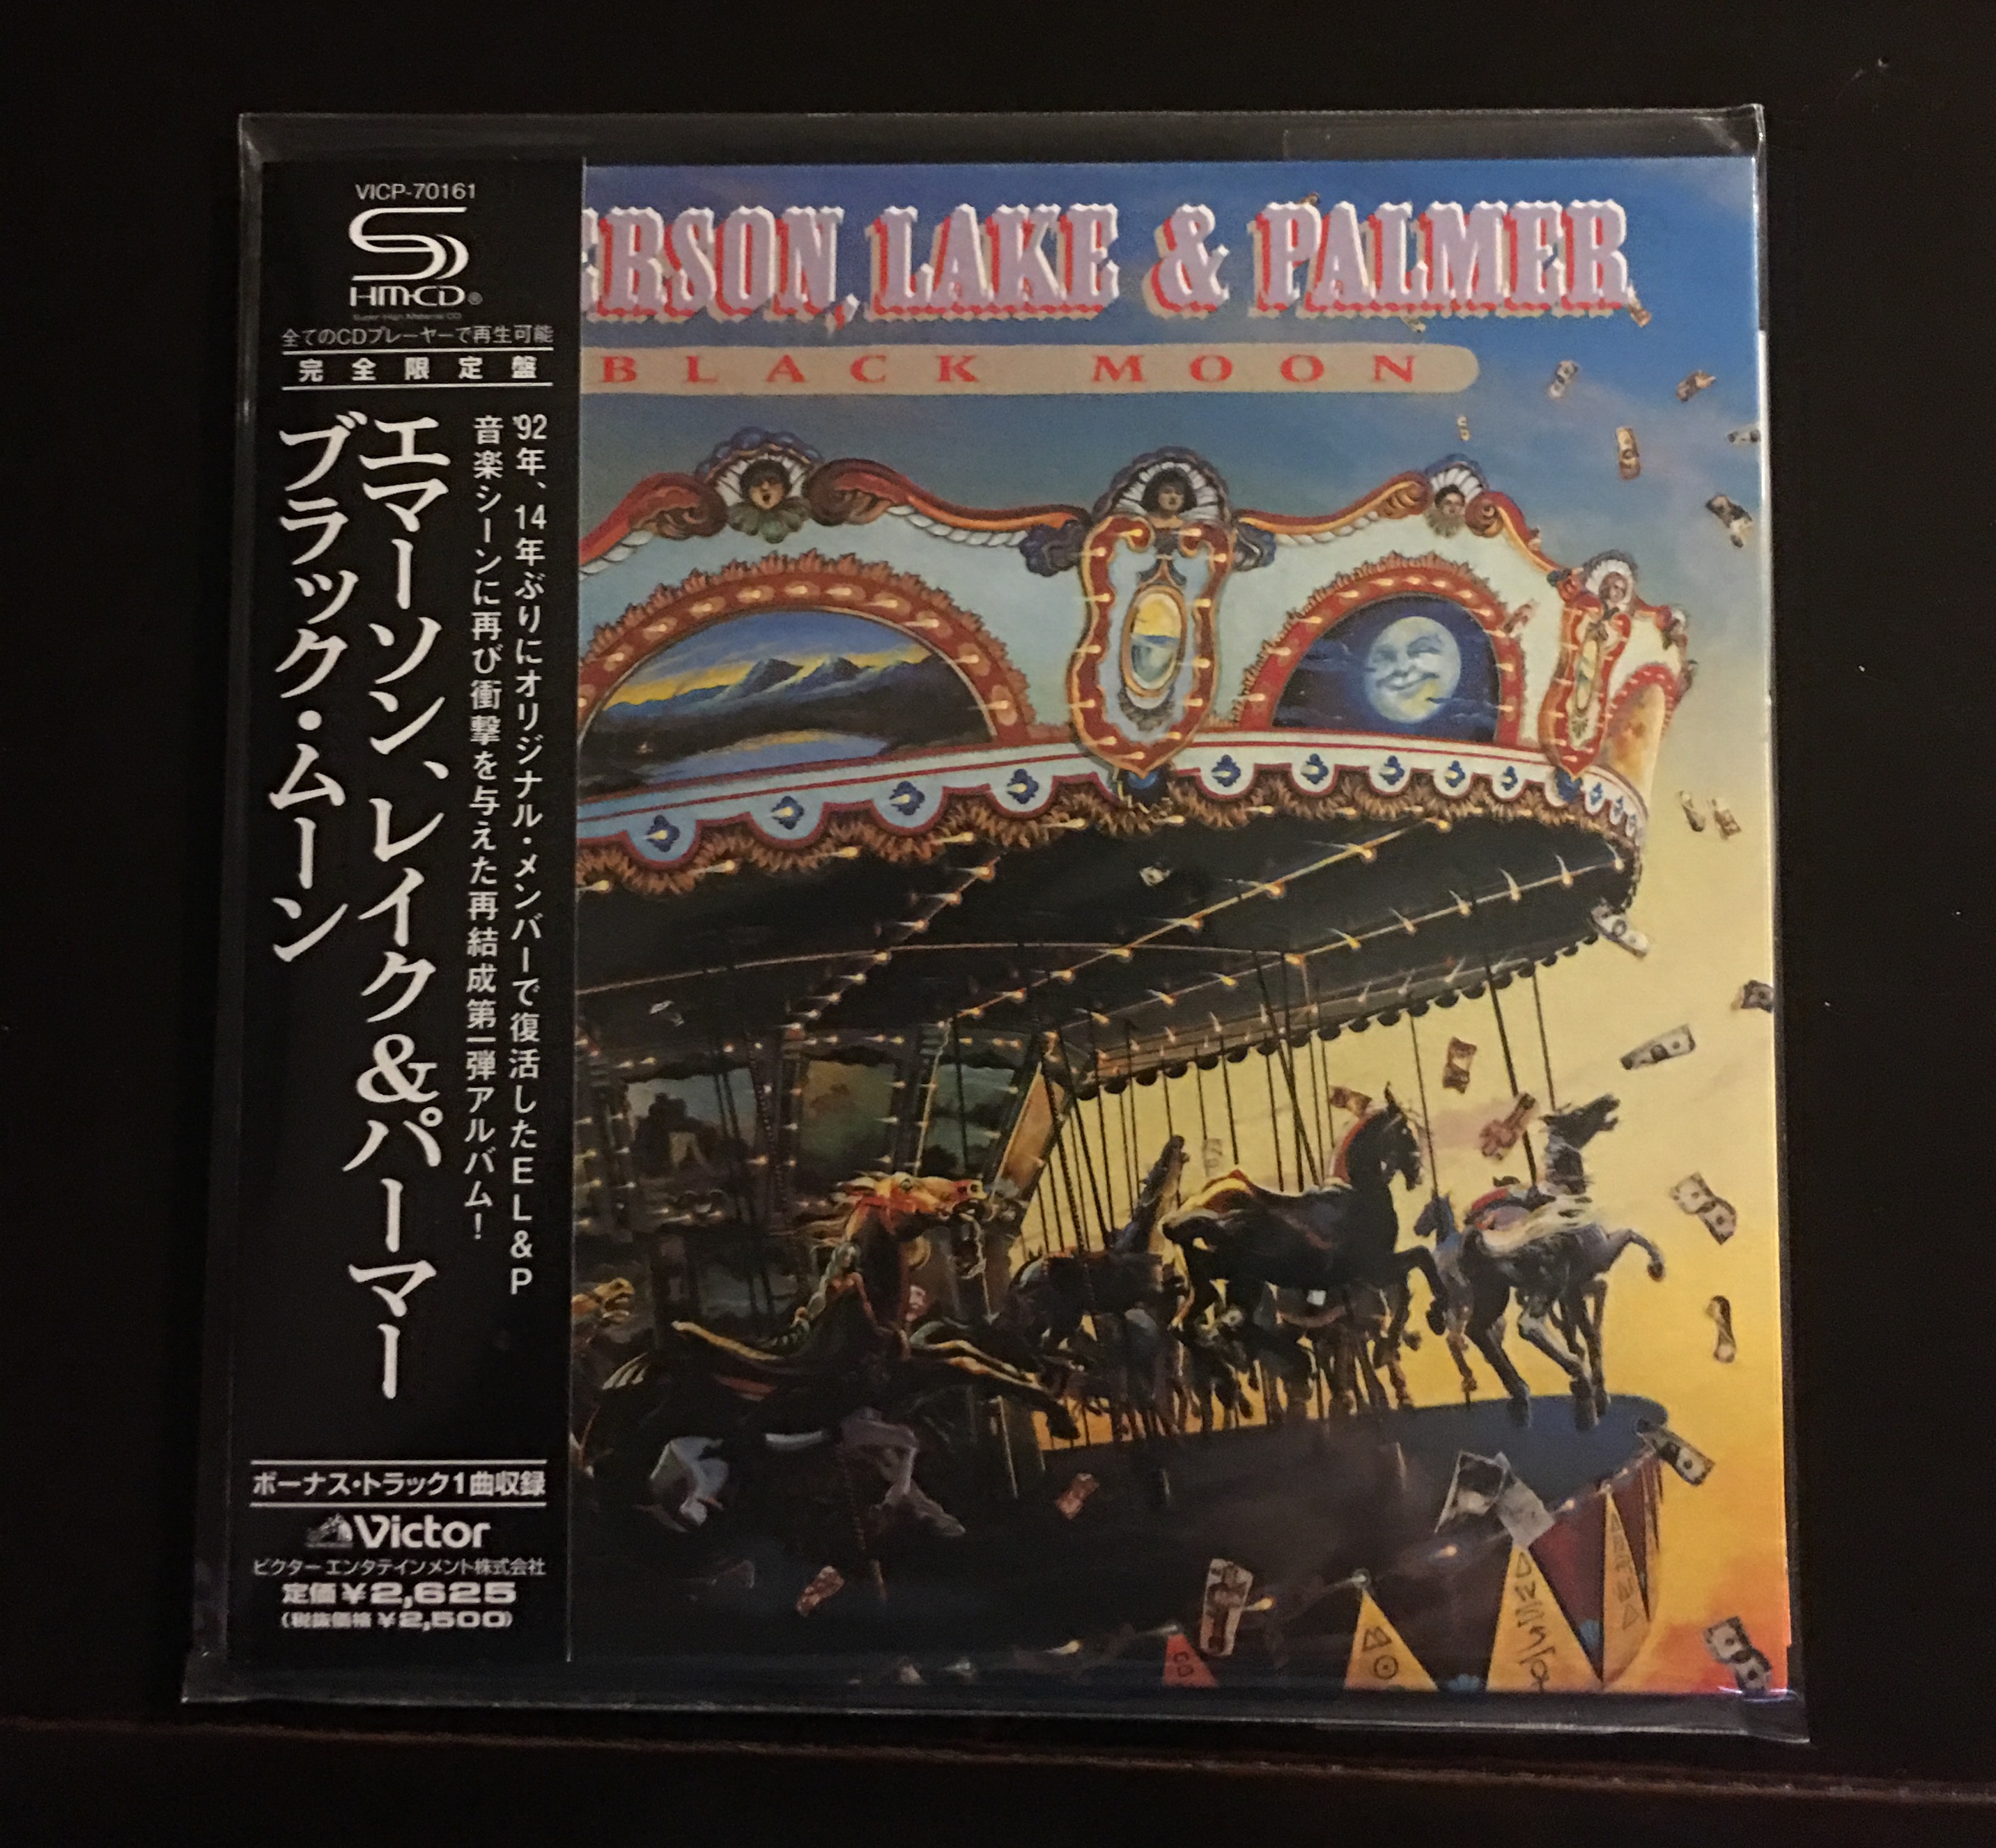 VICP-70161
HM-CD®
Super High Material CD
全てのCDプレーヤーで再生可能
完全限定盤
'92年、14年ぶりにオリジナル・メンバーで復活したEL&P
音楽シーンに再び衝撃を与えた再結成第一弾アルバム!
エマーソン、レイク&パーマー
ブラック・ムーン
ボーナス・トラック1曲収録
Victor
ビクターエンタテインメント株式会社
定価¥2,625
(税抜価格¥2,500)
ERSON, LAKE & PALMER
BLACK MOON